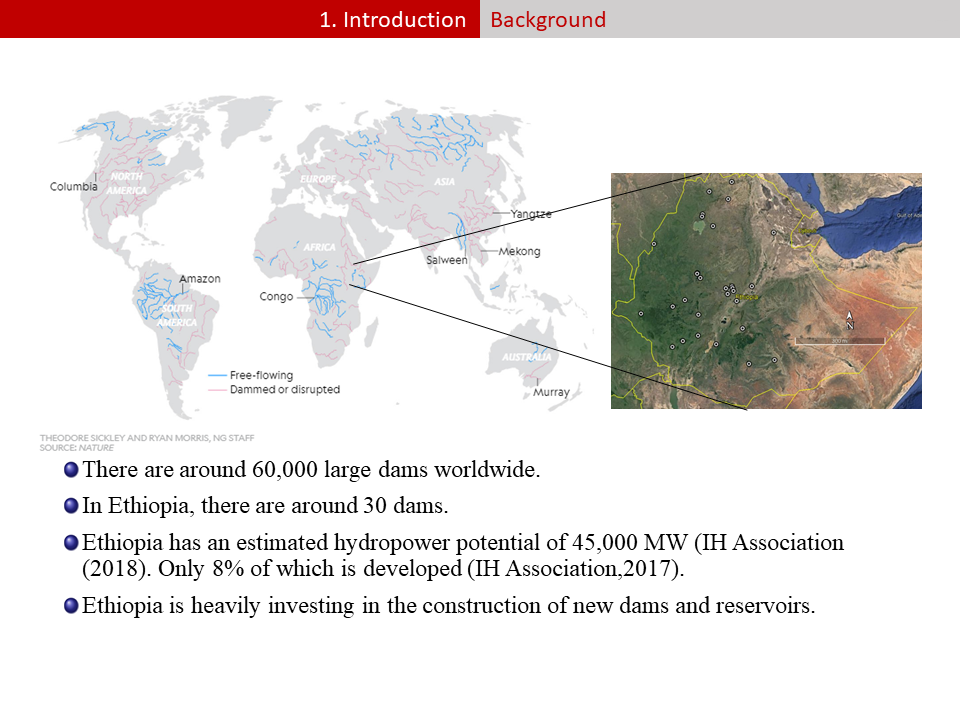 1. Introduction Background
NORTH
AMERICA
Columbia
EUROPE
ASIA
Yangtze
AFRICA
Mekong
Salween
Amazon
Congo
SOUTH
AMERICA
AUSTRALIA
Murray
Free-flowing
Dammed or disrupted
Ethiopia
N
THEODORE SICKLEY AND RYAN MORRIS, NG STAFF
SOURCE: NATURE
There are around 60,000 large dams worldwide.
In Ethiopia, there are around 30 dams.
Ethiopia has an estimated hydropower potential of 45,000 MW (IH Association
(2018). Only 8% of which is developed (IH Association,2017).
Ethiopia is heavily investing in the construction of new dams and reservoirs.